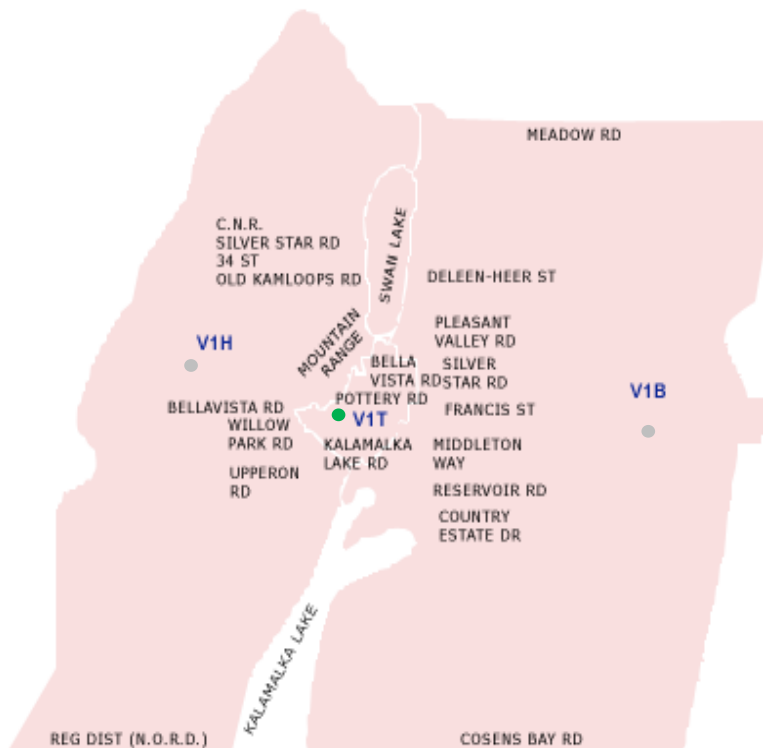 MEADOW RD
C.N.R.
SILVER STAR RD
34 ST
OLD KAMLOOPS RD
SWAN LAKE
DELEEN-HEER ST
MOUNTAIN
RANGE
PLEASANT
VALLEY RD
V1H
BELLA
VISTA RD
SILVER
STAR RD
V1B
POTTERY RD
BELLAVISTA RD
FRANCIS ST
V1T
WILLOW
PARK RD
KALAMALKA
LAKE RD
MIDDLETON
WAY
UPPERON
RD
RESERVOIR RD
COUNTRY
ESTATE DR
KALAMALKA LAKE
REG DIST (N.O.R.D.)
COSENS BAY RD